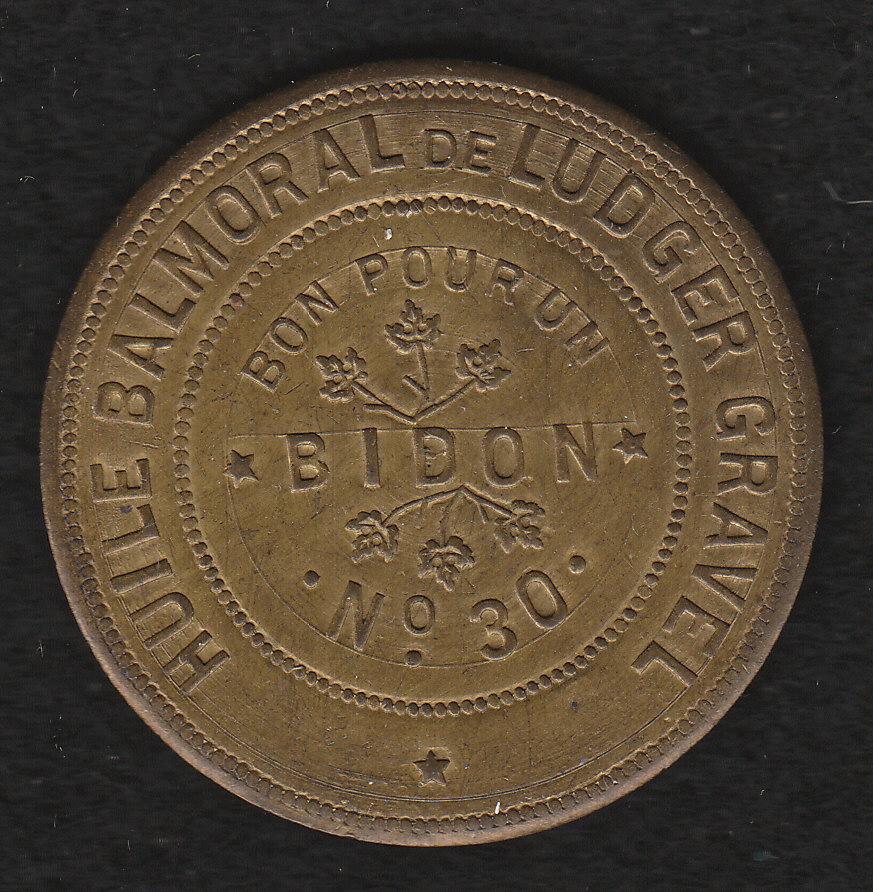 HUILE BALMORAL DE LUDGER GRAVEL
BON POUR UN
BIDON
No. 30